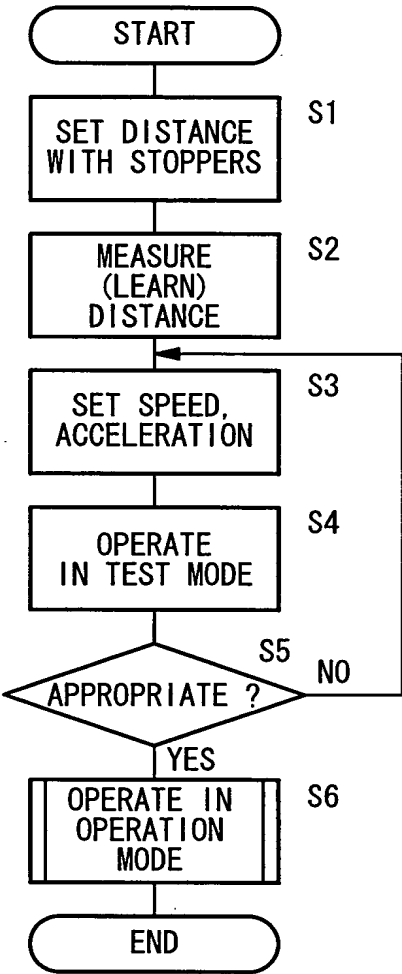 START
S1
SET DISTANCE
WITH STOPPERS
S2
MEASURE
(LEARN)
DISTANCE
S3
SET SPEED,
ACCELERATION
S4
OPERATE
IN TEST MODE
S5
NO
APPROPRIATE ?
YES
S6
OPERATE IN
OPERATION
MODE
END